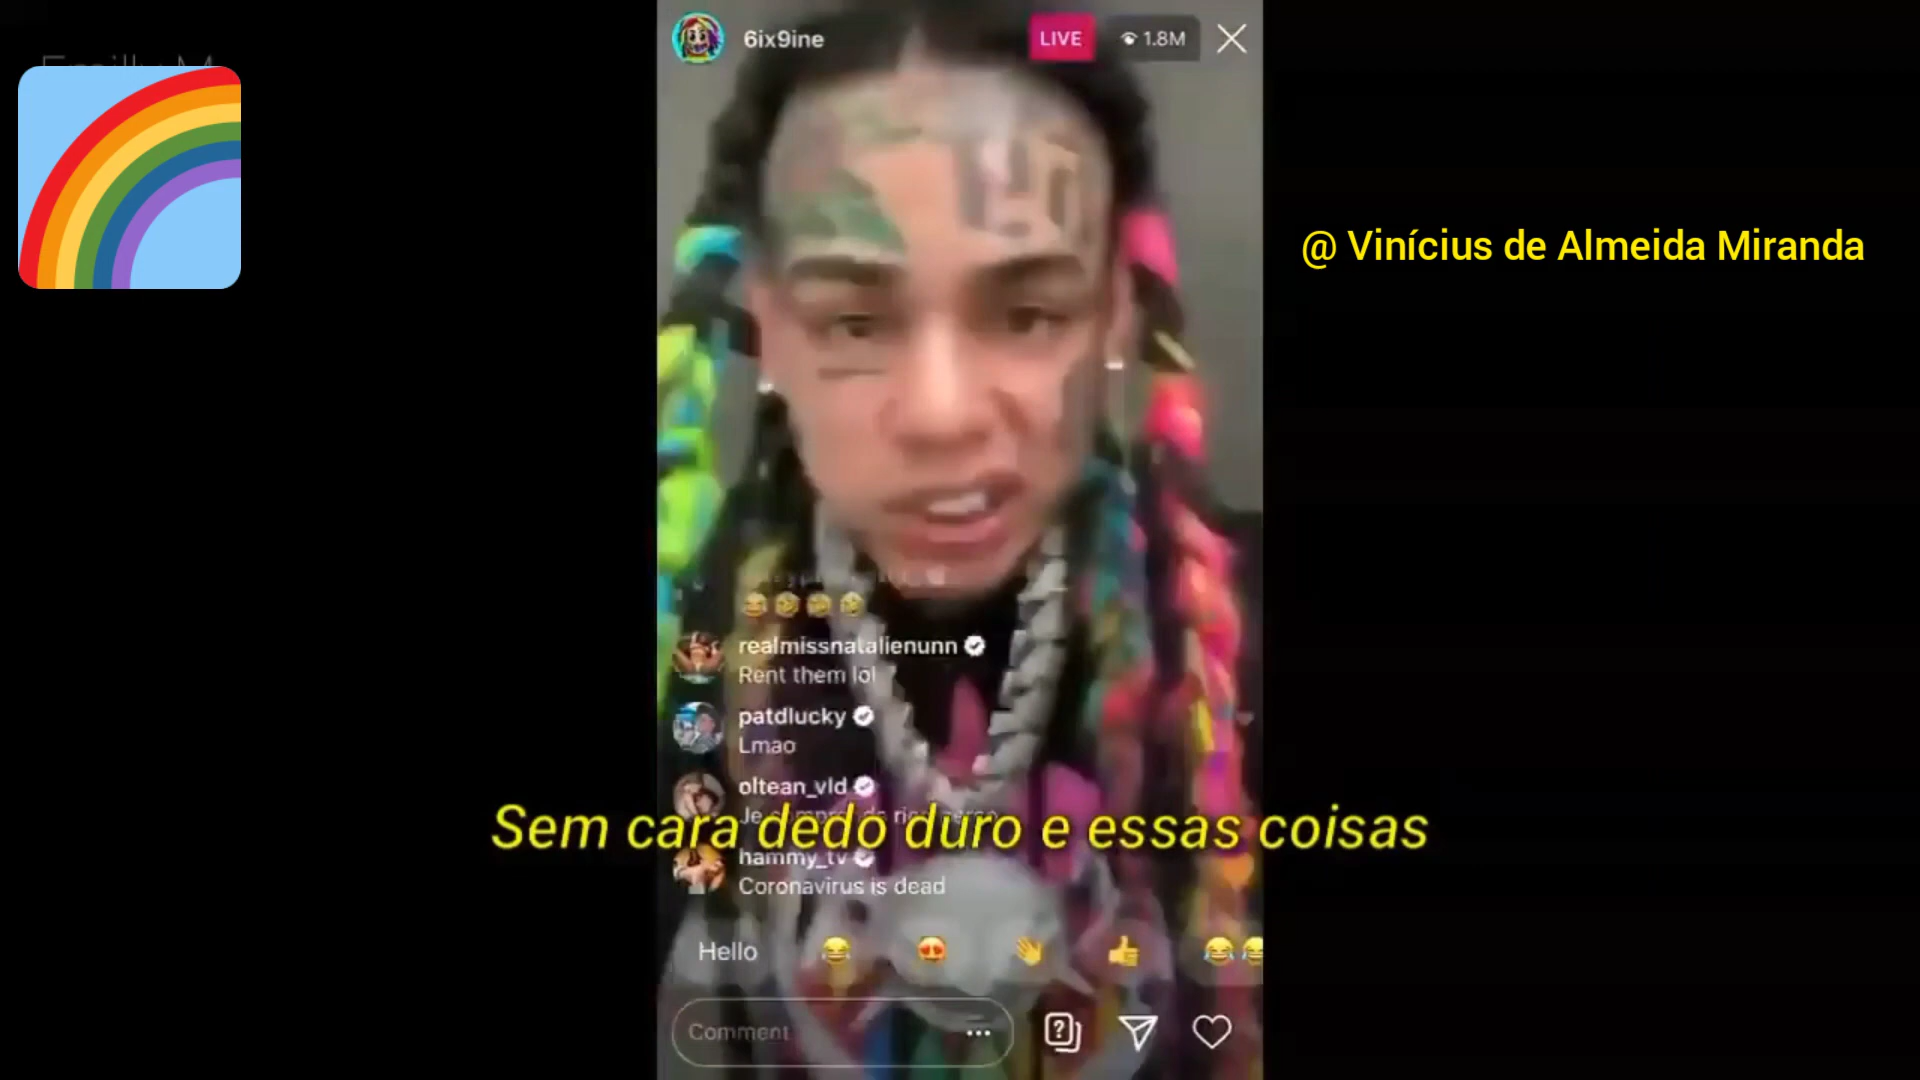 6ix9ine
LIVE
1.8M
@ Vinícius de Almeida Miranda
realmissnatalienunn
Rent them lol
patdlucky
Lmao
oltean_vld
Je
Sem cara dedo duro e essas coisas
hammy_tv
Coronavirus is dead
Hello
Comment